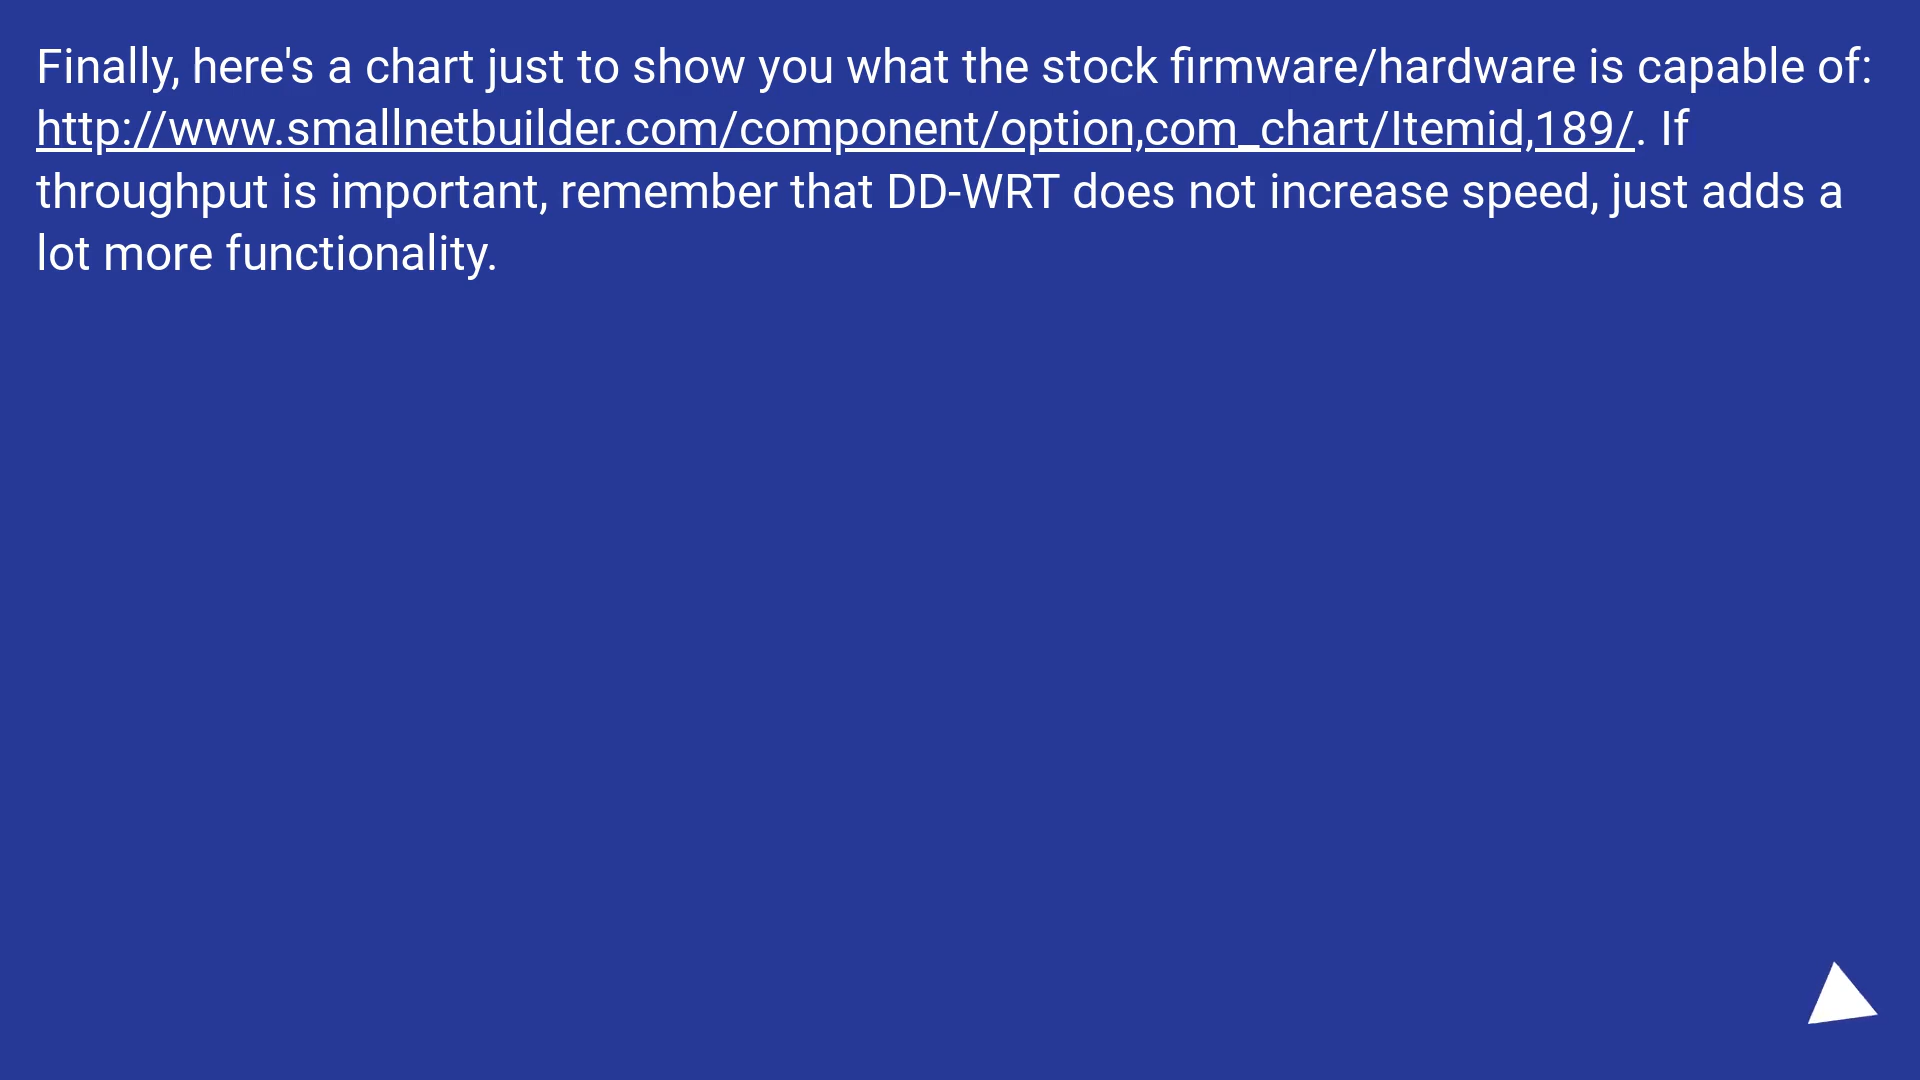 Finally, here's a chart just to show you what the stock firmware/hardware is capable of:
http://www.smallnetbuilder.com/component/option,com_chart/Itemid,189/. If
throughput is important, remember that DD-WRT does not increase speed, just adds a
lot more functionality.